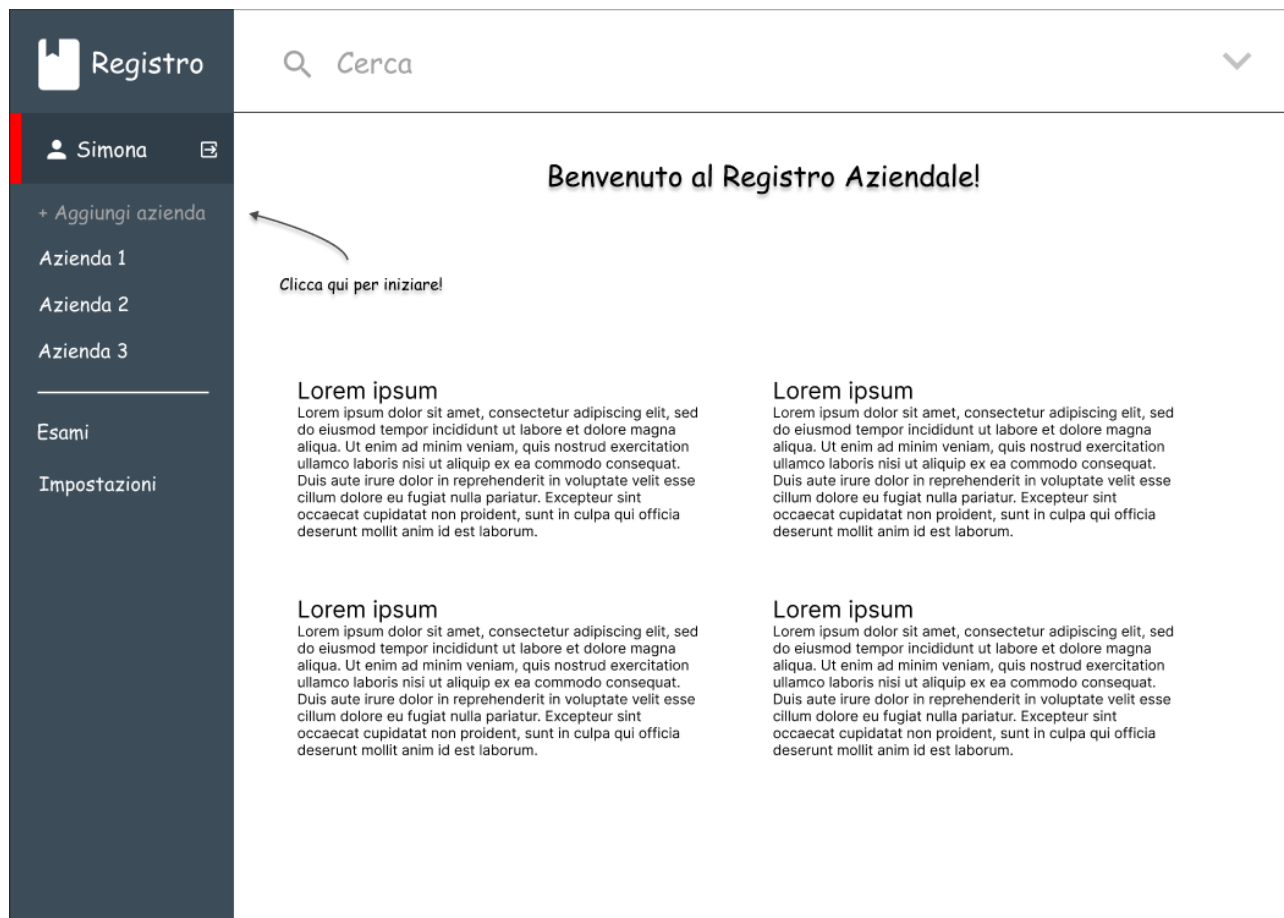 Registro
Cerca
Simona
+ Aggiungi azienda
Azienda 1
Azienda 2
Azienda 3
Esami
Impostazioni
Benvenuto al Registro Aziendale!
Clicca qui per iniziare!
Lorem ipsum
Lorem ipsum dolor sit amet, consectetur adipiscing elit, sed
do eiusmod tempor incididunt ut labore et dolore magna
aliqua. Ut enim ad minim veniam, quis nostrud exercitation
ullamco laboris nisi ut aliquip ex ea commodo consequat.
Duis aute irure dolor in reprehenderit in voluptate velit esse
cillum dolore eu fugiat nulla pariatur. Excepteur sint
occaecat cupidatat non proident, sunt in culpa qui officia
deserunt mollit anim id est laborum.
Lorem ipsum
Lorem ipsum dolor sit amet, consectetur adipiscing elit, sed
do eiusmod tempor incididunt ut labore et dolore magna
aliqua. Ut enim ad minim veniam, quis nostrud exercitation
ullamco laboris nisi ut aliquip ex ea commodo consequat.
Duis aute irure dolor in reprehenderit in voluptate velit esse
cillum dolore eu fugiat nulla pariatur. Excepteur sint
occaecat cupidatat non proident, sunt in culpa qui officia
deserunt mollit anim id est laborum.
Lorem ipsum
Lorem ipsum dolor sit amet, consectetur adipiscing elit, sed
do eiusmod tempor incididunt ut labore et dolore magna
aliqua. Ut enim ad minim veniam, quis nostrud exercitation
ullamco laboris nisi ut aliquip ex ea commodo consequat.
Duis aute irure dolor in reprehenderit in voluptate velit esse
cillum dolore eu fugiat nulla pariatur. Excepteur sint
occaecat cupidatat non proident, sunt in culpa qui officia
deserunt mollit anim id est laborum.
Lorem ipsum
Lorem ipsum dolor sit amet, consectetur adipiscing elit, sed
do eiusmod tempor incididunt ut labore et dolore magna
aliqua. Ut enim ad minim veniam, quis nostrud exercitation
ullamco laboris nisi ut aliquip ex ea commodo consequat.
Duis aute irure dolor in reprehenderit in voluptate velit esse
cillum dolore eu fugiat nulla pariatur. Excepteur sint
occaecat cupidatat non proident, sunt in culpa qui officia
deserunt mollit anim id est laborum.